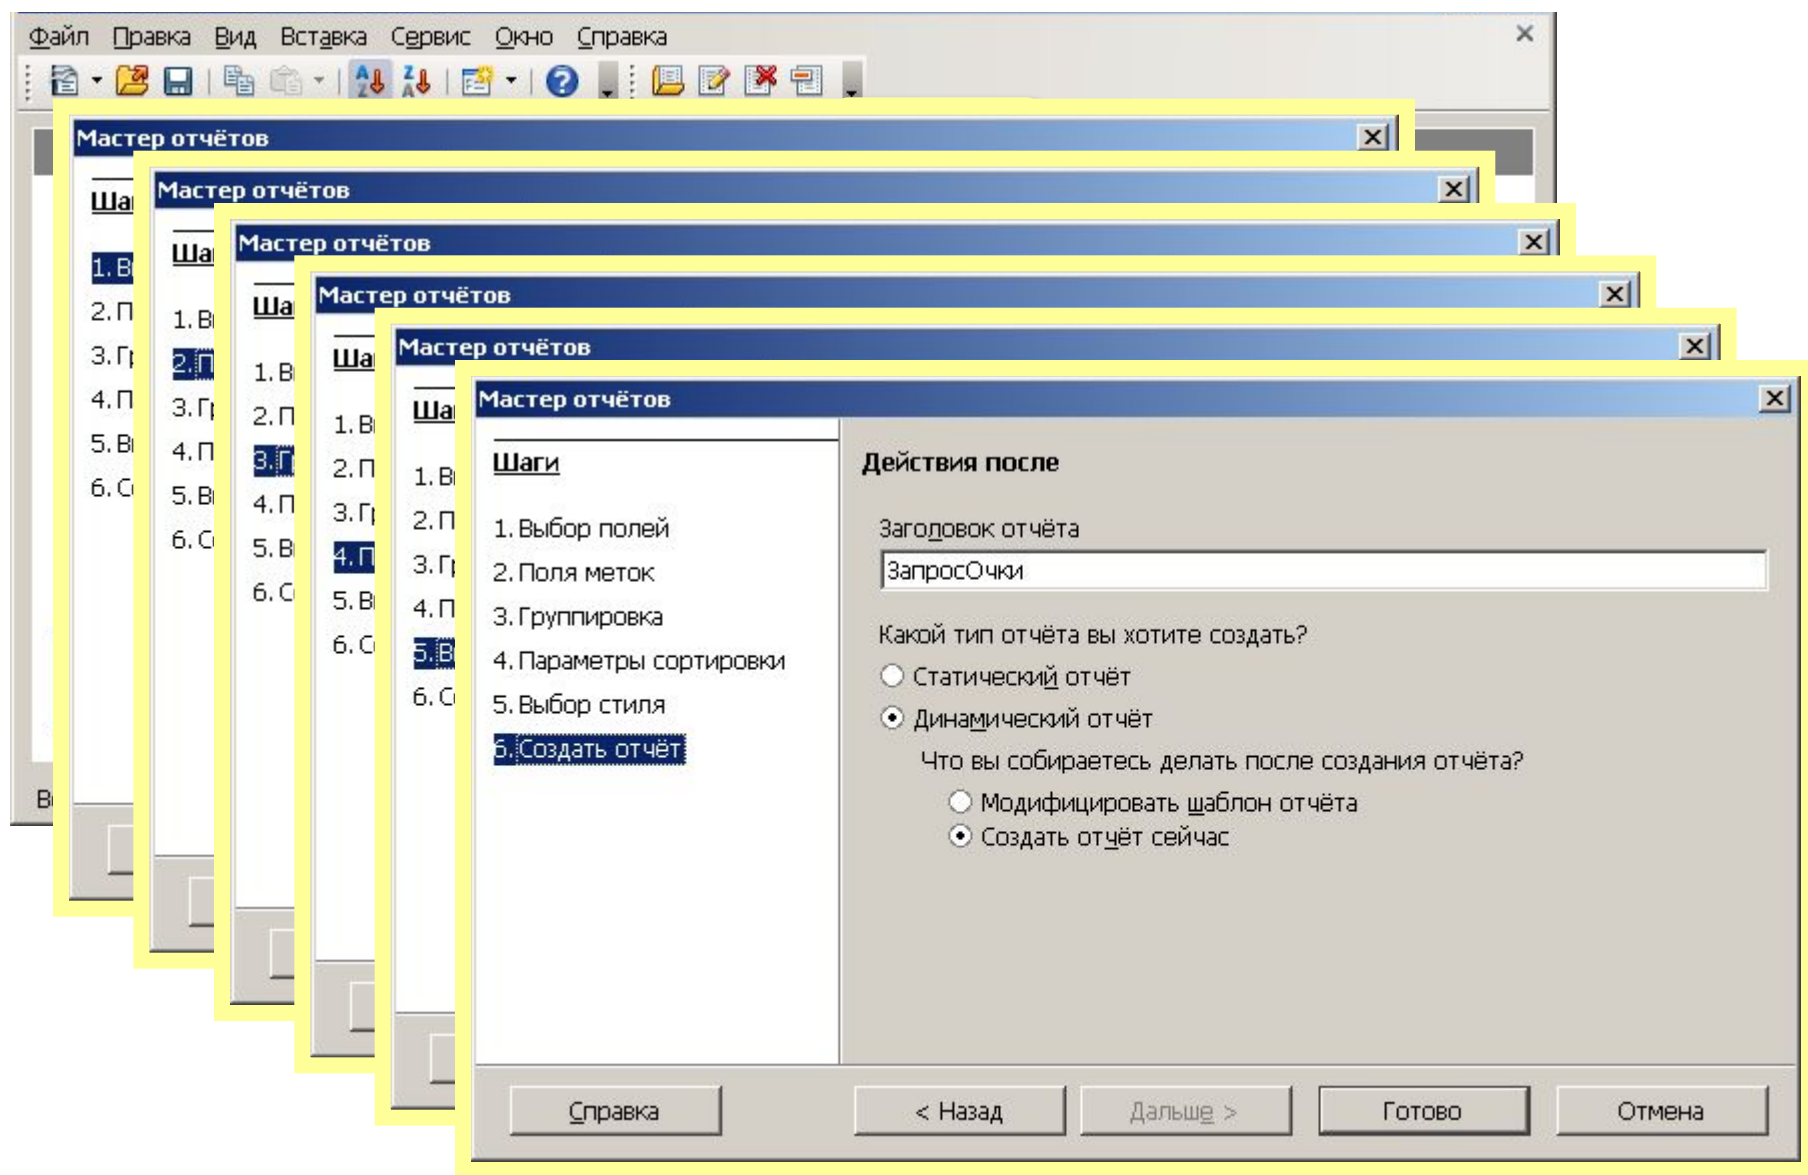 Файл Правка Вид Вставка Сервис Окно Справка
Мастер отчётов
Мастер отчётов
Мастер отчётов
Мастер отчётов
Мастер отчётов
Мастер отчётов
Шаги
1. Выбор полей
2. Поля меток
3. Группировка
4. Параметры сортировки
5. Выбор стиля
6. Создать отчёт
Действия после
Заголовок отчёта
ЗапросОчки
Какой тип отчёта вы хотите создать?
Статический отчёт
Динамический отчёт
Что вы собираетесь делать после создания отчёта?
Модифицировать шаблон отчёта
Создать отчёт сейчас
Справка
< Назад
Дальше >
Готово
Отмена